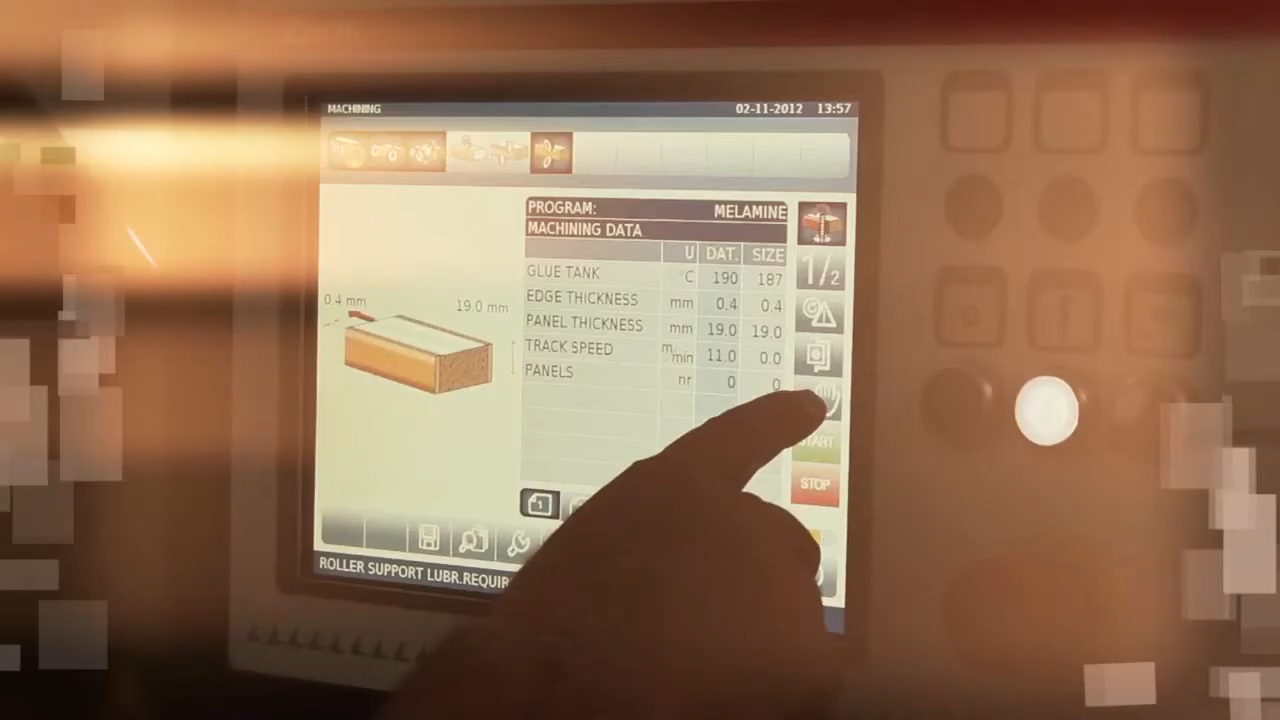 MACHINING 02-11-2012 13:57
PROGRAM: MELAMINE
MACHINING DATA
U DAT. SIZE
GLUE TANK °C 190 187
EDGE THICKNESS mm 0.4 0.4
PANEL THICKNESS mm 19.0 19.0
TRACK SPEED m/min 11.0 0.0
PANELS nr 0 0
0.4 mm 19.0 mm
1/2
START
STOP
1
ROLLER SUPPORT LUBR.REQUIR